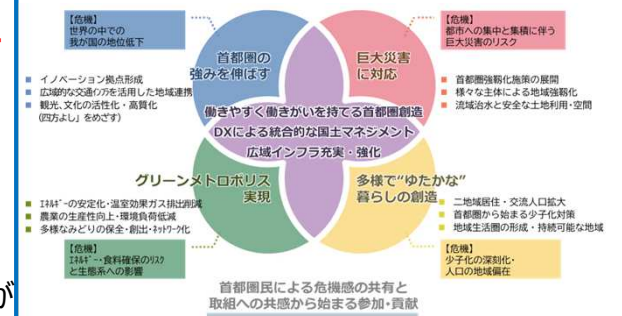 【危機】
世界の中での
我が国の地位低下
【危機】
都市への集中と集積に伴う
巨大災害のリスク
首都圏の
強みを伸ばす
巨大災害
に対応
イノベーション拠点形成
広域的な交通インフラを活用した地域連携
観光、文化の活性化・高質化
(四方よし」をめざす)
首都圏強靱化施策の展開
様々な主体による地域強靱化
流域治水と安全な土地利用・空間
働きやすく働きがいを持てる首都圏創造
DXによる統合的な国土マネジメント
広域インフラ充実・強化
グリーンメトロポリス
実現
多様で“ゆたかな”
暮らしの創造
エネルギーの安定化・温室効果ガス排出削減
農業の生産性向上・環境負荷低減
多様なみどりの保全・創出・ネットワーク化
二地域居住・交流人口拡大
首都圏から始まる少子化対策
地域生活圏の形成・持続可能な地域
【危機】
エネルギー・食料確保のリスク
と生態系への影響
【危機】
少子化の深刻化・
人口の地域偏在
が
首都圏民による危機感の共有と
取組への共感から始まる参加・貢献